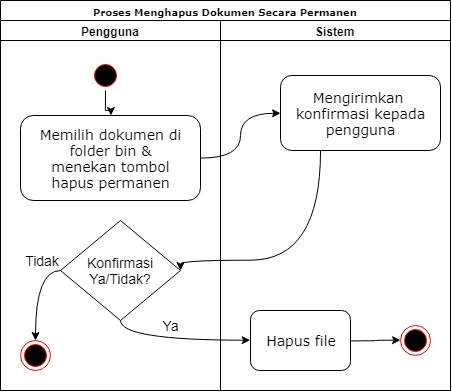 Proses Menghapus Dokumen Secara Permanen
Pengguna
Sistem
Memilih dokumen di
folder bin &
menekan tombol
hapus permanen
Mengirimkan
konfirmasi kepada
pengguna
Konfirmasi
Ya/Tidak?
Tidak
Ya
Hapus file